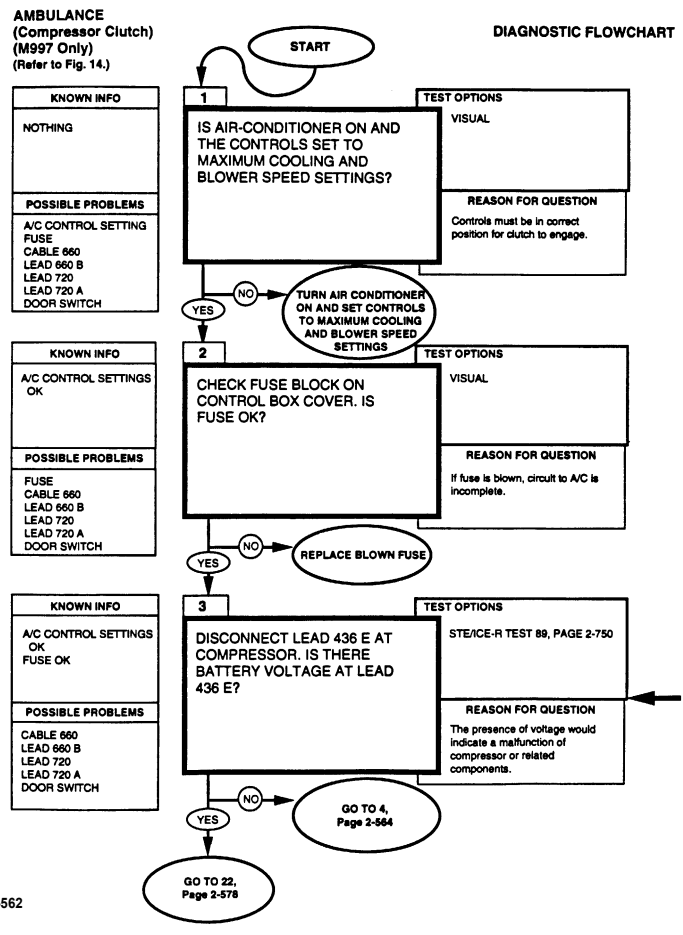 AMBULANCE
(Compressor Clutch)
(M997 Only)
(Refer to Fig. 14.)
DIAGNOSTIC FLOWCHART
START
KNOWN INFO
NOTHING
POSSIBLE PROBLEMS
A/C CONTROL SETTING
FUSE
CABLE 660
LEAD 660 B
LEAD 720
LEAD 720 A
DOOR SWITCH
1
IS AIR-CONDITIONER ON AND
THE CONTROLS SET TO
MAXIMUM COOLING AND
BLOWER SPEED SETTINGS?
TEST OPTIONS
VISUAL
REASON FOR QUESTION
Controls must be in correct
position for clutch to engage.
NO
YES
TURN AIR CONDITIONER
ON AND SET CONTROLS
TO MAXIMUM COOLING
AND BLOWER SPEED
SETTINGS
KNOWN INFO
A/C CONTROL SETTINGS
OK
POSSIBLE PROBLEMS
FUSE
CABLE 660
LEAD 660 B
LEAD 720
LEAD 720 A
DOOR SWITCH
2
CHECK FUSE BLOCK ON
CONTROL BOX COVER. IS
FUSE OK?
TEST OPTIONS
VISUAL
REASON FOR QUESTION
If fuse is blown, circuit to A/C is
incomplete.
NO
YES
REPLACE BLOWN FUSE
KNOWN INFO
A/C CONTROL SETTINGS
OK
FUSE OK
POSSIBLE PROBLEMS
CABLE 660
LEAD 660 B
LEAD 720
LEAD 720 A
DOOR SWITCH
3
DISCONNECT LEAD 436 E AT
COMPRESSOR. IS THERE
BATTERY VOLTAGE AT LEAD
436 E?
TEST OPTIONS
STE/ICE-R TEST 89, PAGE 2-750
REASON FOR QUESTION
The presence of voltage would
indicate a malfunction of
compressor or related
components.
NO
YES
GO TO 4,
Page 2-564
GO TO 22,
Page 2-578
562